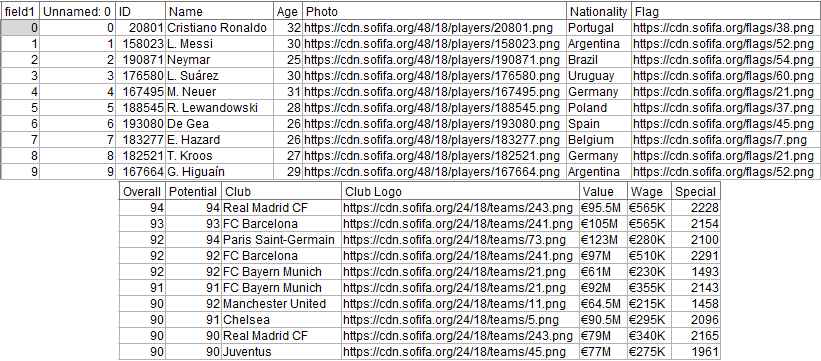 field1 Unnamed: 0 ID Name Age Photo Nationality Flag
0 0 20801 Cristiano Ronaldo 32 https://cdn.sofifa.org/48/18/players/20801.png Portugal https://cdn.sofifa.org/flags/38.png
1 1 158023 L. Messi 30 https://cdn.sofifa.org/48/18/players/158023.png Argentina https://cdn.sofifa.org/flags/52.png
2 2 190871 Neymar 25 https://cdn.sofifa.org/48/18/players/190871.png Brazil https://cdn.sofifa.org/flags/54.png
3 3 176580 L. Suárez 30 https://cdn.sofifa.org/48/18/players/176580.png Uruguay https://cdn.sofifa.org/flags/60.png
4 4 167495 M. Neuer 31 https://cdn.sofifa.org/48/18/players/167495.png Germany https://cdn.sofifa.org/flags/21.png
5 5 188545 R. Lewandowski 28 https://cdn.sofifa.org/48/18/players/188545.png Poland https://cdn.sofifa.org/flags/37.png
6 6 193080 De Gea 26 https://cdn.sofifa.org/48/18/players/193080.png Spain https://cdn.sofifa.org/flags/45.png
7 7 183277 E. Hazard 26 https://cdn.sofifa.org/48/18/players/183277.png Belgium https://cdn.sofifa.org/flags/7.png
8 8 182521 T. Kroos 27 https://cdn.sofifa.org/48/18/players/182521.png Germany https://cdn.sofifa.org/flags/21.png
9 9 167664 G. Higuaín 29 https://cdn.sofifa.org/48/18/players/167664.png Argentina https://cdn.sofifa.org/flags/52.png
Overall Potential Club Club Logo Value Wage Special
94 94 Real Madrid CF https://cdn.sofifa.org/24/18/teams/243.png €95.5M €565K 2228
93 93 FC Barcelona https://cdn.sofifa.org/24/18/teams/241.png €105M €565K 2154
92 94 Paris Saint-Germain https://cdn.sofifa.org/24/18/teams/73.png €123M €280K 2100
92 92 FC Barcelona https://cdn.sofifa.org/24/18/teams/241.png €97M €510K 2291
92 92 FC Bayern Munich https://cdn.sofifa.org/24/18/teams/21.png €61M €230K 1493
91 91 FC Bayern Munich https://cdn.sofifa.org/24/18/teams/21.png €92M €355K 2143
90 92 Manchester United https://cdn.sofifa.org/24/18/teams/11.png €64.5M €215K 1458
90 91 Chelsea https://cdn.sofifa.org/24/18/teams/5.png €90.5M €295K 2096
90 90 Real Madrid CF https://cdn.sofifa.org/24/18/teams/243.png €79M €340K 2165
90 90 Juventus https://cdn.sofifa.org/24/18/teams/45.png €77M €275K 1961